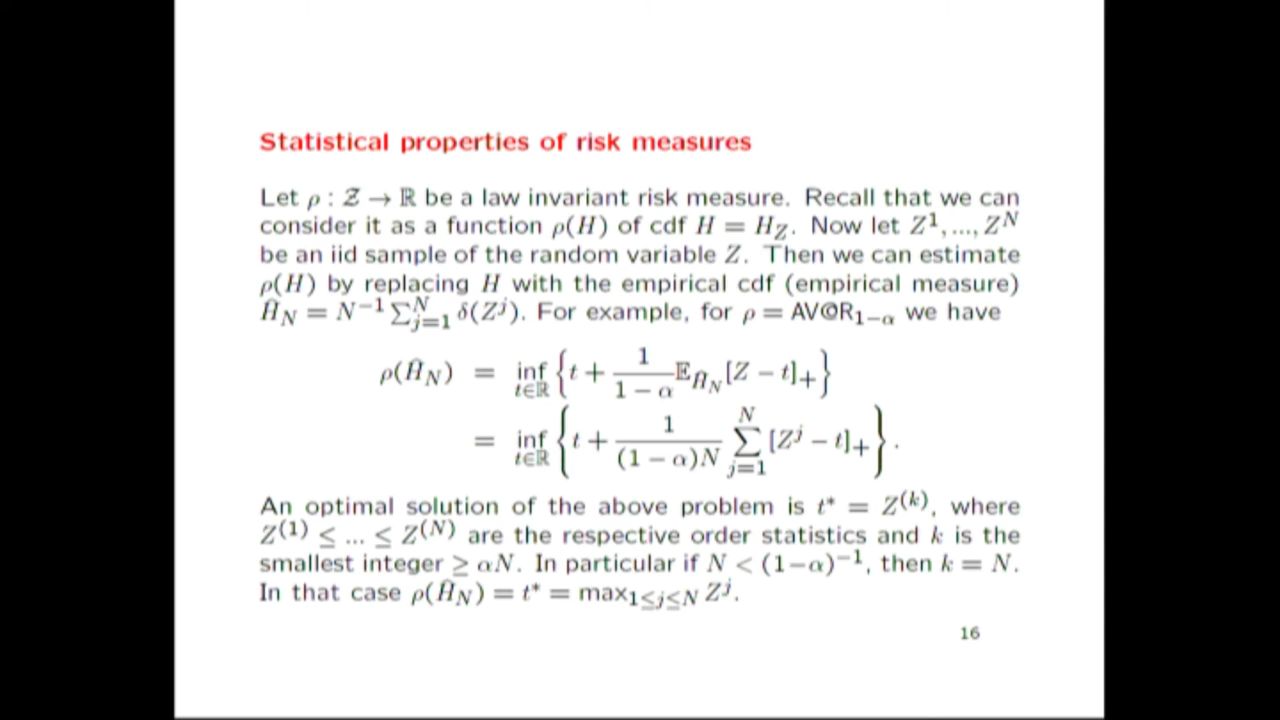 Statistical properties of risk measures
Let ρ : 𝒵 → ℝ be a law invariant risk measure. Recall that we can
consider it as a function ρ(H) of cdf H = H_Z. Now let Z^1, ..., Z^N
be an iid sample of the random variable Z. Then we can estimate
ρ(H) by replacing H with the empirical cdf (empirical measure)
Ĥ_N = N^{−1} ∑_{j=1}^N δ(Z^j). For example, for ρ = AV@R_{1−α} we have
ρ(Ĥ_N) = inf_{t∈ℝ} { t + \frac{1}{1 − α} 𝔼_{Ĥ_N}[Z − t]_+ }
= inf_{t∈ℝ} { t + \frac{1}{(1 − α)N} ∑_{j=1}^N [Z^j − t]_+ } .
An optimal solution of the above problem is t* = Z^{(k)}, where
Z^{(1)} ≤ ... ≤ Z^{(N)} are the respective order statistics and k is the
smallest integer ≥ αN. In particular if N < (1−α)^{−1}, then k = N.
In that case ρ(Ĥ_N) = t* = max_{1≤j≤N} Z^j.
16